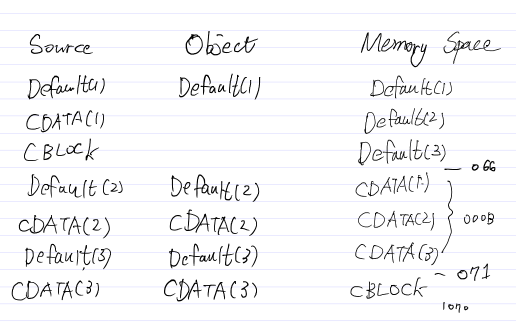 Source Object Memory Space
Default(1) Default(1) Default(1)
CDATA(1) Default(2)
CBLOCK Default(3)
066
Default(2) Default(2) CDATA(1)
CDATA(2) CDATA(2) CDATA(2) 000B
Default(3) Default(3) CDATA(3)
071
CDATA(3) CDATA(3) CBLOCK
1070